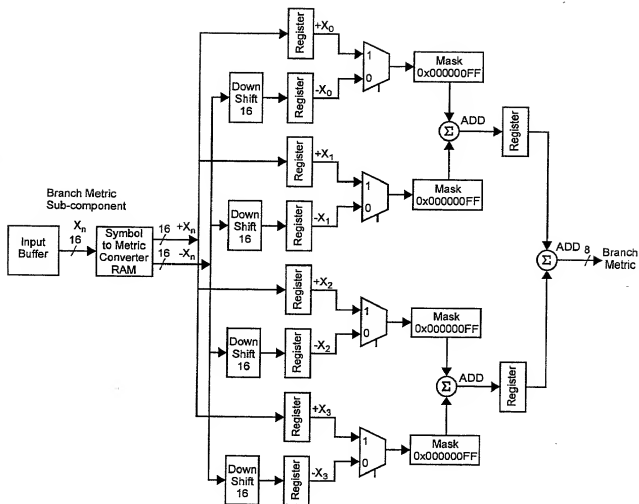 Register
+X0
1
0
Mask
0x000000FF
Down
Shift
16
Register
-X0
Σ
ADD
Register
Register
+X1
1
0
Mask
0x000000FF
Down
Shift
16
Register
-X1
Branch Metric
Sub-component
Input
Buffer
Xn
16
Symbol
to Metric
Converter
RAM
16
+Xn
16
-Xn
Σ
ADD
8
Branch
Metric
Register
+X2
1
0
Mask
0x000000FF
Down
Shift
16
Register
-X2
Σ
ADD
Register
Register
+X3
1
0
Mask
0x000000FF
Down
Shift
16
Register
-X3